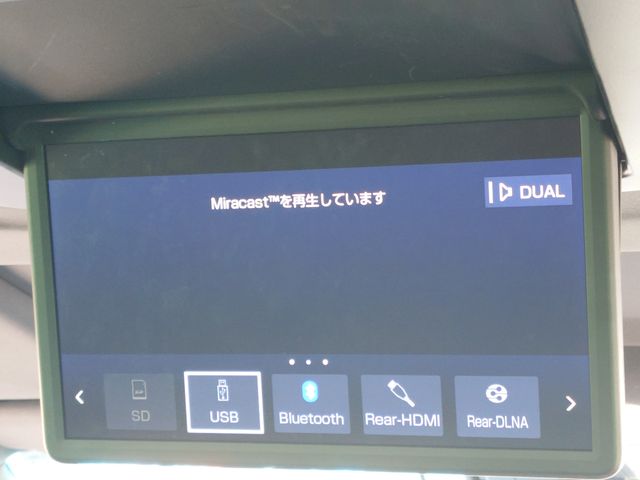 Miracast™を再生しています
DUAL
SD
USB
Bluetooth
Rear-HDMI
Rear-DLNA